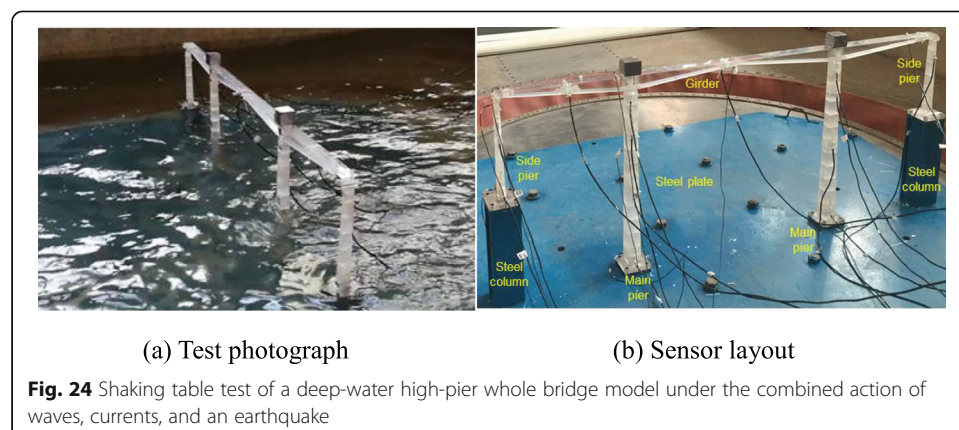 Side
pier
Girder
Side
pier
Steel plate
Steel
column
Main
pier
Steel
column
Main
pier
(a) Test photograph
(b) Sensor layout
Fig. 24 Shaking table test of a deep-water high-pier whole bridge model under the combined action of
waves, currents, and an earthquake